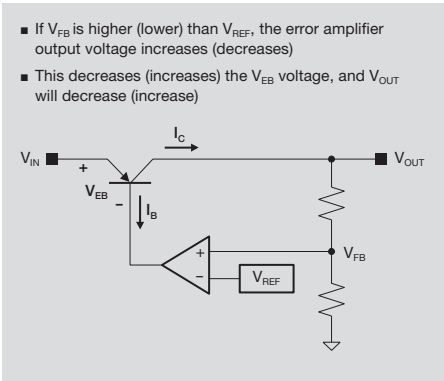 ■ If VFB is higher (lower) than VREF, the error amplifier
output voltage increases (decreases)
■ This decreases (increases) the VEB voltage, and VOUT
will decrease (increase)
IC
VIN
VOUT
+
VEB
−
IB
+
VFB
−
VREF